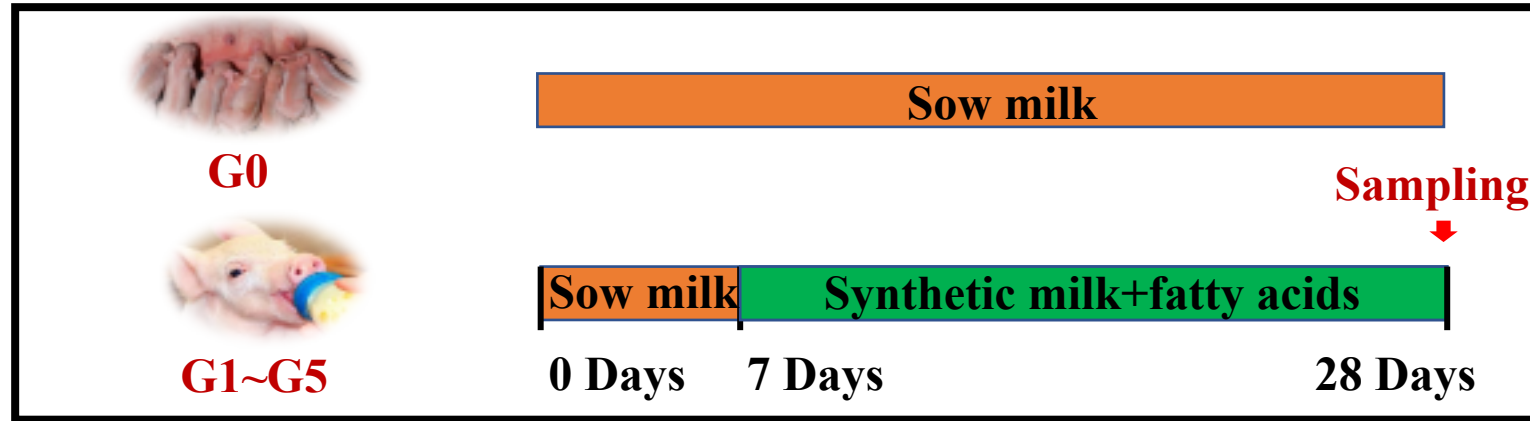 Sow milk
G0
Sampling
Sow milk
Synthetic milk+fatty acids
G1~G5
0 Days
7 Days
28 Days